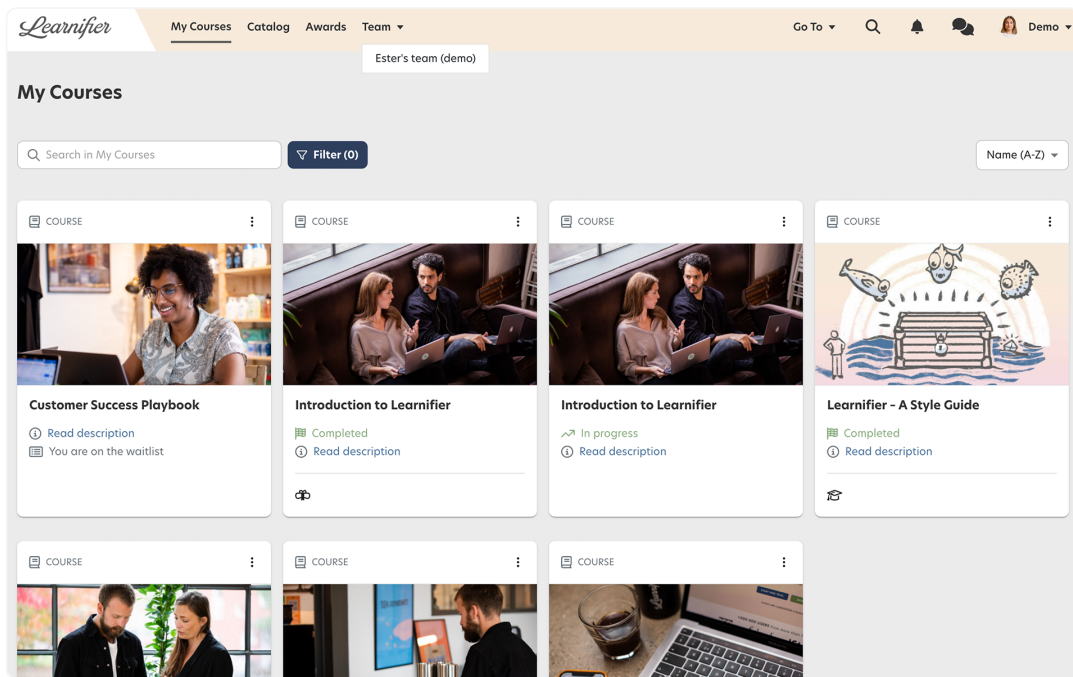 Learnifier
My Courses Catalog Awards Team Go To Demo
Ester's team (demo)
My Courses
Search in My Courses Filter (0) Name (A-Z)
COURSE COURSE COURSE COURSE
Customer Success Playbook Introduction to Learnifier Introduction to Learnifier Learnifier – A Style Guide
Read description Completed In progress Completed
You are on the waitlist Read description Read description Read description
COURSE COURSE COURSE